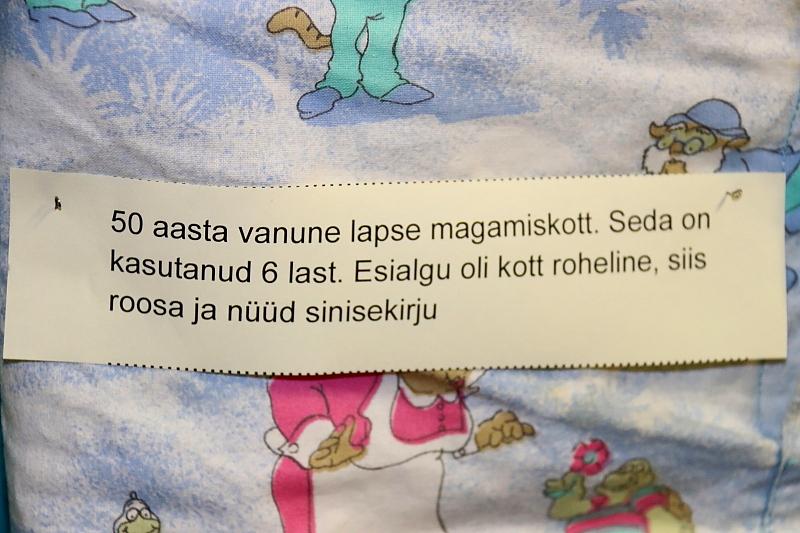 50 aasta vanune lapse magamiskott. Seda on
kasutanud 6 last. Esialgu oli kott roheline, siis
roosa ja nüüd sinisekirju